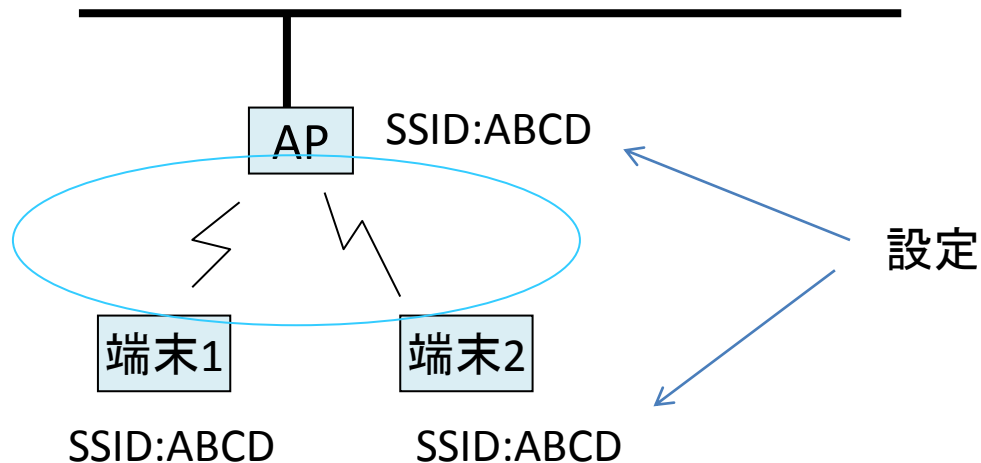 AP
SSID:ABCD
設定
端末1
端末2
SSID:ABCD
SSID:ABCD